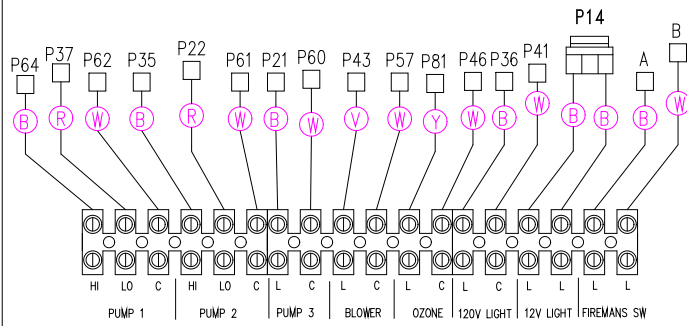 P14
B
P64 P37 P62 P35 P22 P61 P21 P60 P43 P57 P81 P46 P36 P41 A
B R W B R W B W V W Y W B W B B B W
HI LO C HI LO C L C L C L C L C L L L L
PUMP 1 PUMP 2 PUMP 3 BLOWER OZONE 120V LIGHT 12V LIGHT FIREMANS SW